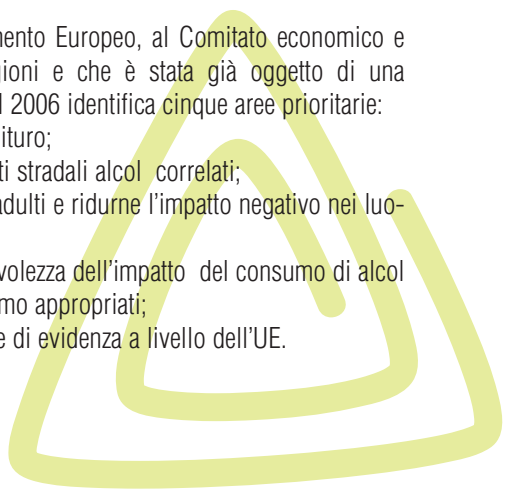 mento Europeo, al Comitato economico e
gioni e che è stata già oggetto di una
l 2006 identifica cinque aree prioritarie:
ituro;
ti stradali alcol correlati;
adulti e ridurne l'impatto negativo nei luo-
volezza dell'impatto del consumo di alcol
mo appropriati;
e di evidenza a livello dell'UE.